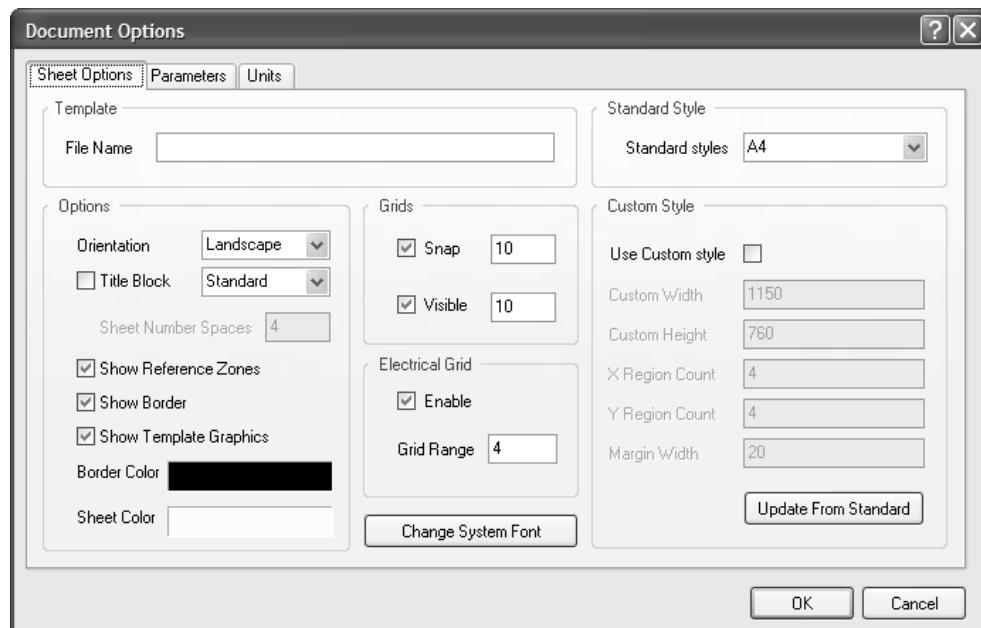 Document Options
Sheet Options Parameters Units
Template
File Name
Standard Style
Standard styles A4
Options
Orientation Landscape
Title Block Standard
Sheet Number Spaces 4
Show Reference Zones
Show Border
Show Template Graphics
Border Color
Sheet Color
Grids
Snap 10
Visible 10
Electrical Grid
Enable
Grid Range 4
Change System Font
Custom Style
Use Custom style
Custom Width 1150
Custom Height 760
X Region Count 4
Y Region Count 4
Margin Width 20
Update From Standard
OK Cancel